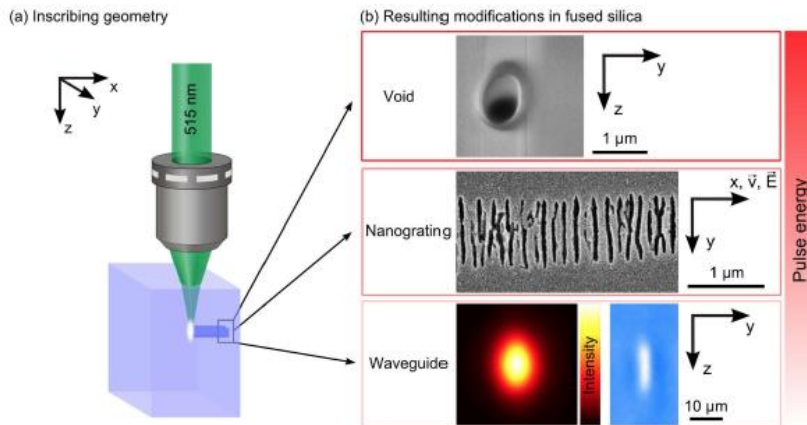 (a) Inscribing geometry
x
y
z
515 nm
(b) Resulting modifications in fused silica
Void
y
z
1 µm
Nanograting
x, v⃗, E⃗
y
1 µm
Waveguide
Intensity
y
z
10 µm
Pulse energy